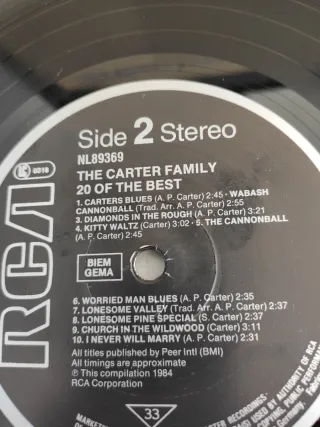 Side 2 Stereo
NL89369
THE CARTER FAMILY
20 OF THE BEST
1. CARTERS BLUES (A. P. Carter) 2:45 · WABASH
CANNONBALL (Trad. Arr. A. P. Carter) 2:55
3. DIAMONDS IN THE ROUGH (A. P. Carter) 3:21
4. KITTY WALTZ (Carter) 3:02 · 5. THE CANNONBALL
(A. P. Carter) 2:45
BIEM
GEMA
6. WORRIED MAN BLUES (A. P. Carter) 2:35
7. LONESOME VALLEY (Trad. Arr. A. P. Carter) 2:37
8. LONESOME PINE SPECIAL (S. Carter) 2:37
9. CHURCH IN THE WILDWOOD (Carter) 3:11
10. I NEVER WILL MARRY (A. P. Carter) 2:31
All titles published by Peer Intl (BMI)
All timings are approximate
℗ This compilation 1984
RCA Corporation
33
RCA